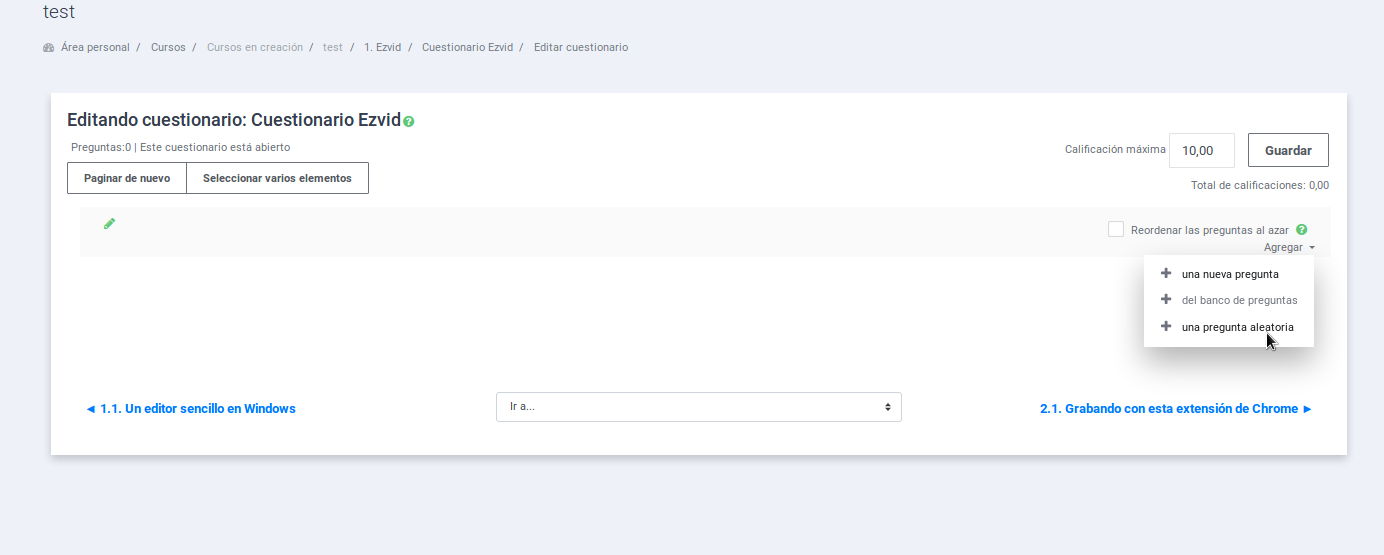 test
Área personal / Cursos / Cursos en creación / test / 1. Ezvid / Cuestionario Ezvid / Editar cuestionario
Editando cuestionario: Cuestionario Ezvid
Preguntas:0 | Este cuestionario está abierto
Calificación máxima 10,00 Guardar
Paginar de nuevo Seleccionar varios elementos
Total de calificaciones: 0,00
Reordenar las preguntas al azar
Agregar
una nueva pregunta
del banco de preguntas
una pregunta aleatoria
◄ 1.1. Un editor sencillo en Windows
Ir a...
2.1. Grabando con esta extensión de Chrome ►